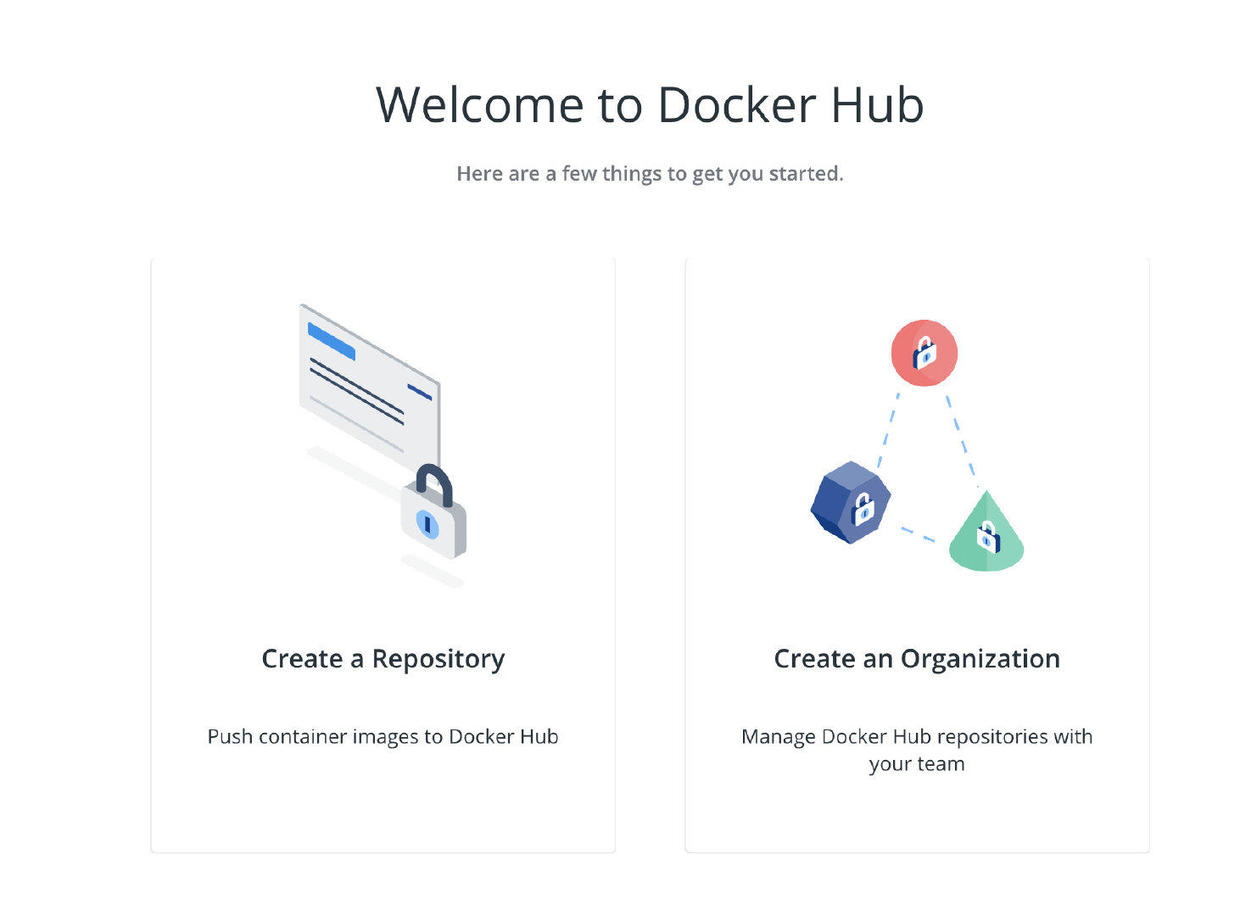 Welcome to Docker Hub
Here are a few things to get you started.
Create a Repository
Push container images to Docker Hub
Create an Organization
Manage Docker Hub repositories with
your team